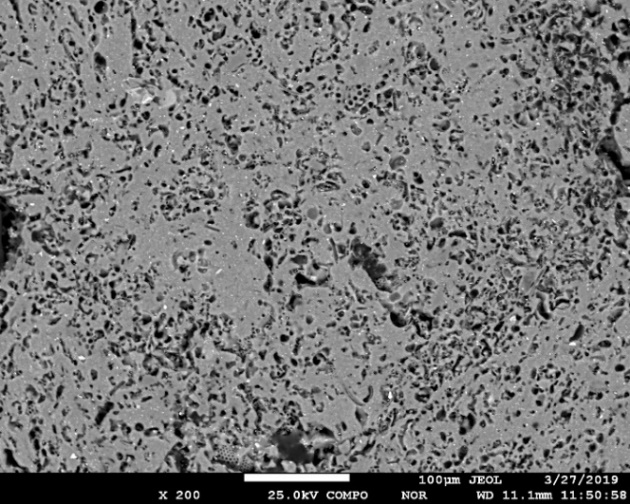 100μm JEOL 3/27/2019
X 200 25.0kV COMPO NOR WD 11.1mm 11:50:58